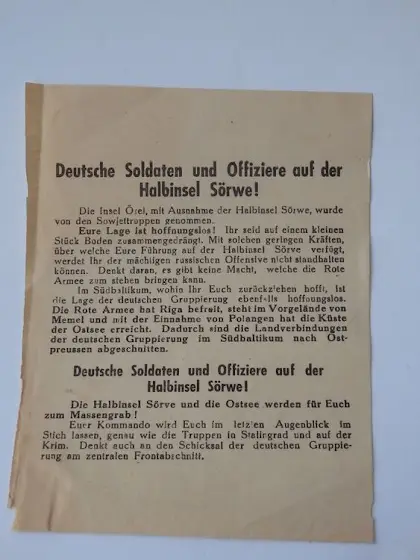 Deutsche Soldaten und Offiziere auf der
Halbinsel Sörwe!
Die Insel Ösel, mit Ausnahme der Halbinsel Sörwe, wurde
von den Sowjettruppen genommen.
Eure Lage ist hoffnungslos! Ihr seid auf einem kleinen
Stück Boden zusammengedrängt. Mit solchen geringen Kräften,
über welche Eure Führung auf der Halbinsel Sörwe verfügt,
werdet Ihr der mächtigen russischen Offensive nicht standhalten
können. Denkt daran, es gibt keine Macht, welche die Rote
Armee zum stehen bringen kann.
Im Südbaltikum, wohin Ihr Euch zurückziehen hofft, ist
die Lage der deutschen Gruppierung ebenfalls hoffnungslos.
Die Rote Armee hat Riga befreit, steht im Vorgelände von
Memel und mit der Einnahme von Polangen hat die Küste
der Ostsee erreicht. Dadurch sind die Landverbindungen
der deutschen Gruppierung im Südbaltikum nach Ost-
preussen abgeschnitten.
Deutsche Soldaten und Offiziere auf der
Halbinsel Sörwe!
Die Halbinsel Sörve und die Ostsee werden für Euch
zum Massengrab!
Euer Kommando wird Euch im letzten Augenblick im
Stich lassen, genau wie die Truppen in Stalingrad und auf der
Krim. Denkt auch an den Schicksal der deutschen Gruppie-
rung am zentralen Frontabschnitt.